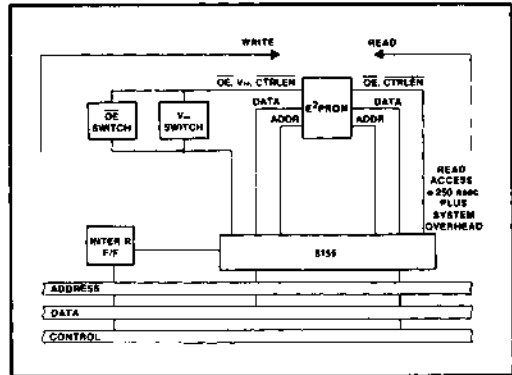 WRITE
READ
OE, Vpp, CTRLEN
OE, CTRLEN
OE
SWITCH
SWITCH
DATA
E²PROM
DATA
ADDR
ADDR
READ
ACCESS
250 nsec
PLUS
SYSTEM
OVERHEAD
INTER R
F/F
8155
ADDRESS
DATA
CONTROL